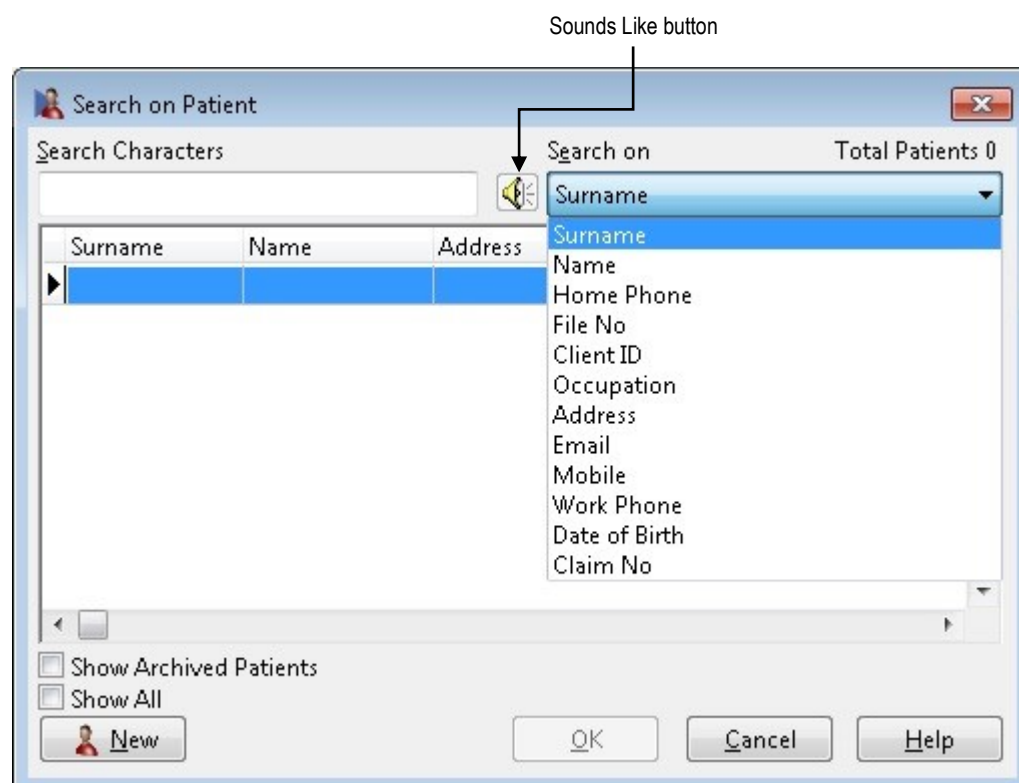 Sounds Like button
Search on Patient
Search Characters
Search on
Total Patients 0
Surname
Surname Name Address
Surname
Name
Home Phone
File No
Client ID
Occupation
Address
Email
Mobile
Work Phone
Date of Birth
Claim No
Show Archived Patients
Show All
New
OK
Cancel
Help